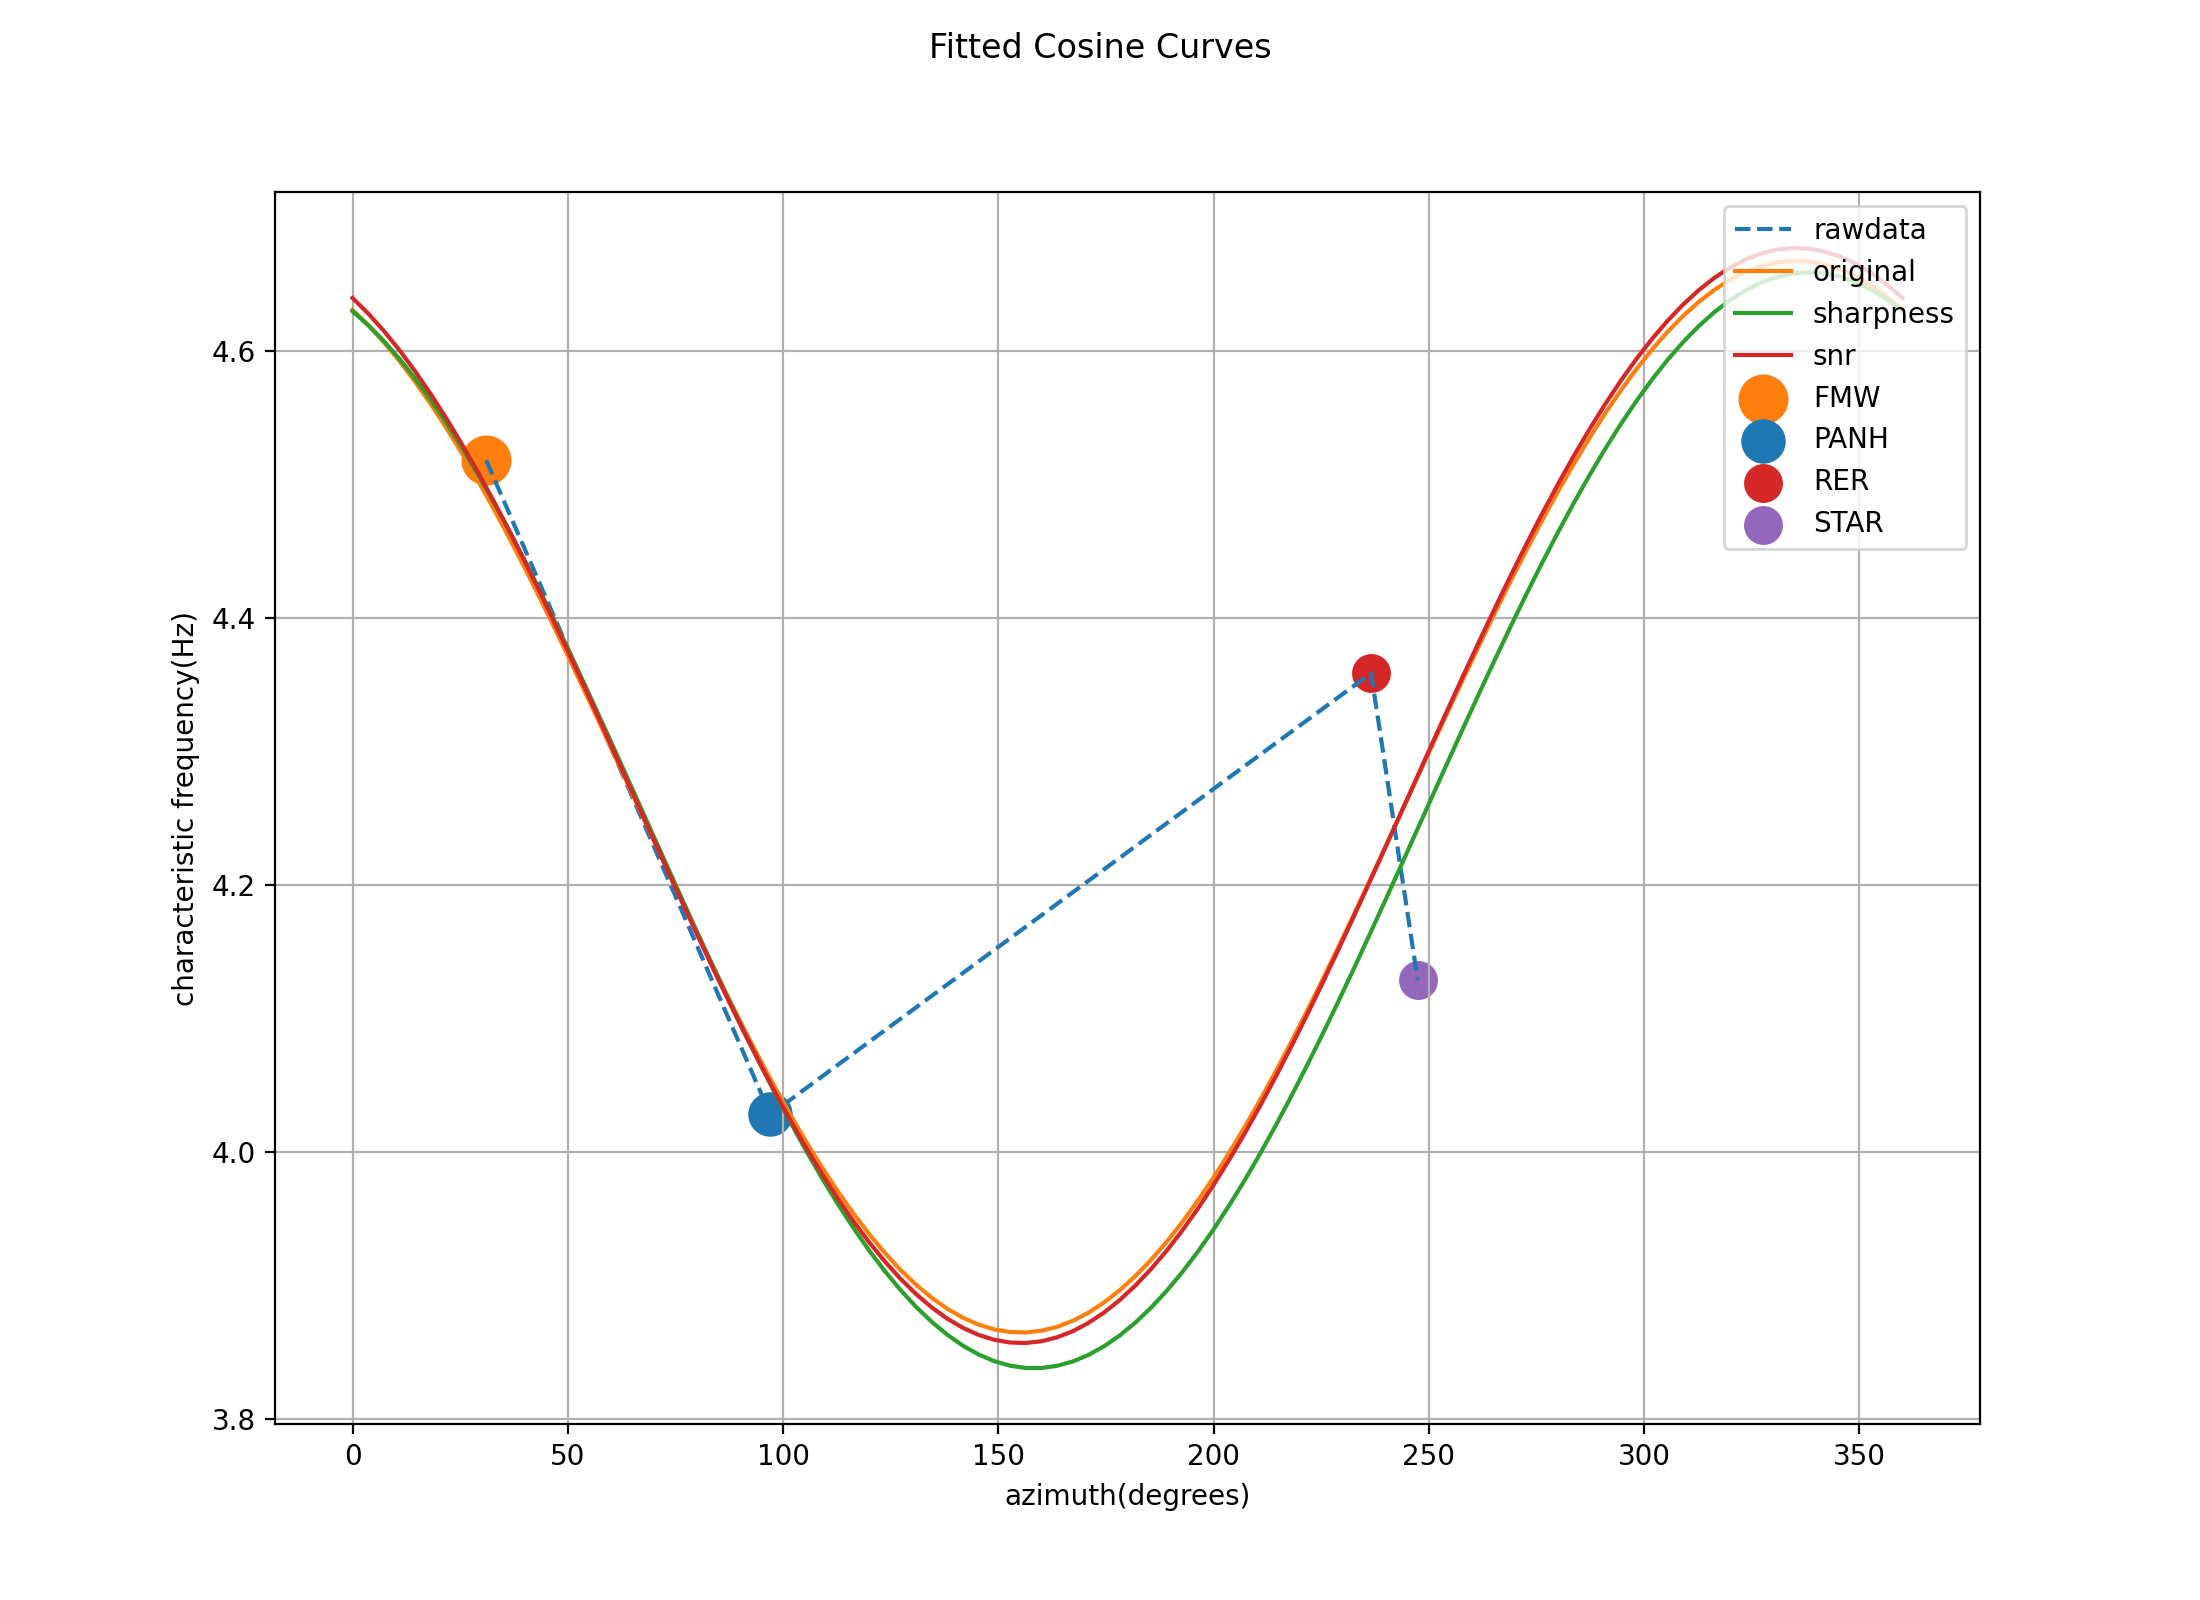 Fitted Cosine Curves
rawdata
original
sharpness
snr
FMW
PANH
RER
STAR
4.6
4.4
4.2
4.0
3.8
characteristic frequency(Hz)
0 50 100 150 200 250 300 350
azimuth(degrees)